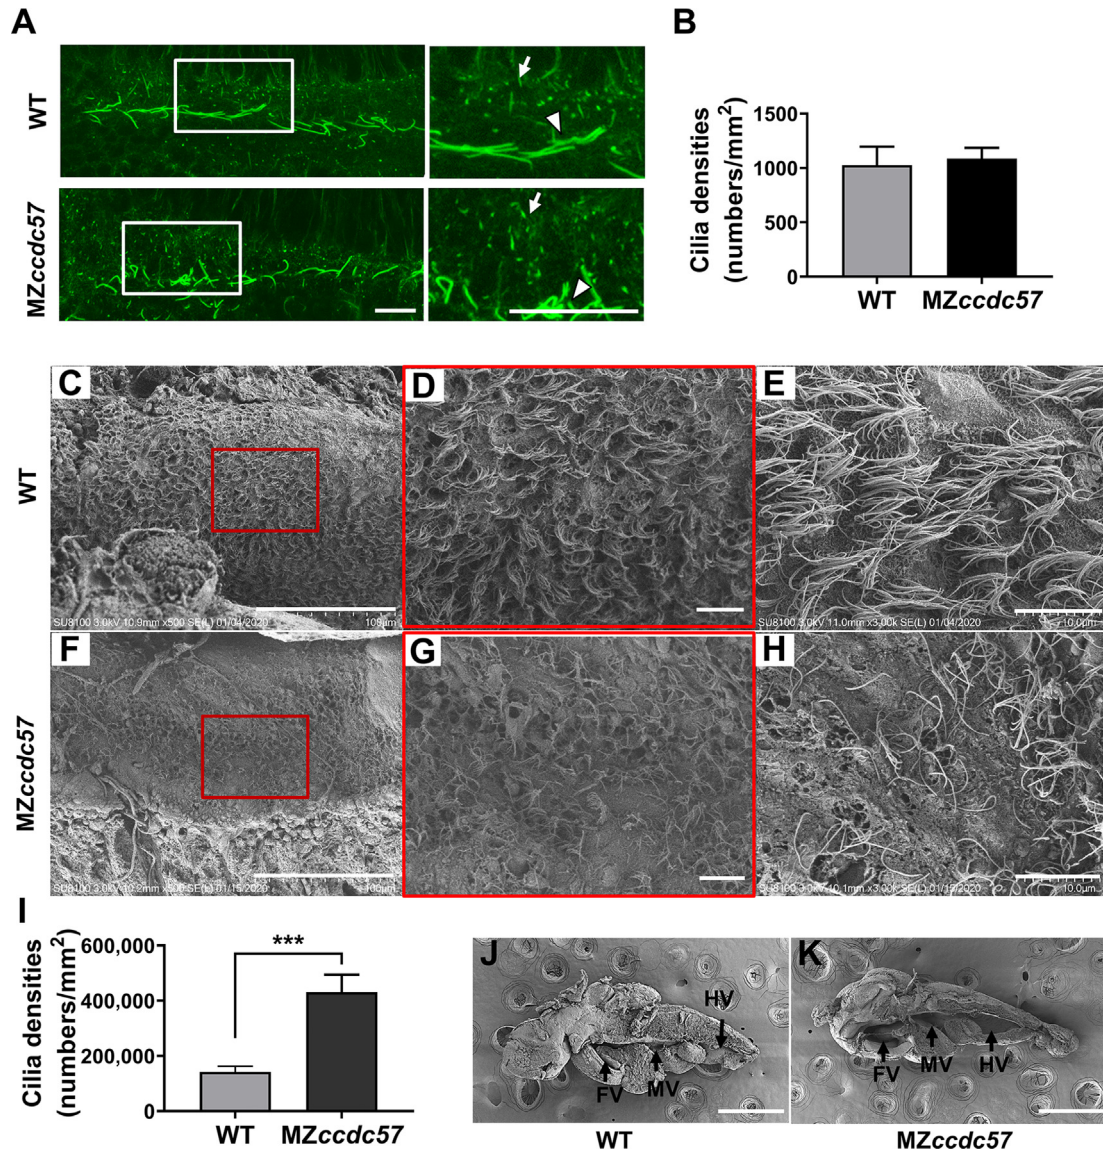 A
WT
MZccdc57
B
Cilia densities
(numbers/mm²)
1500
1000
500
0
WT
MZccdc57
WT
C
SU8100 3.0kV 10.9mm x500 SE(L) 01/04/2020
100µm
D
E
SU8100 3.0kV 11.0mm x3.00k SE(L) 01/04/2020
10.0µm
MZccdc57
F
SU8100 3.0kV 10.2mm x500 SE(L) 01/15/2020
100µm
G
H
SU8100 3.0kV 10.1mm x3.00k SE(L) 01/15/2020
10.0µm
I
Cilia densities
(numbers/mm²)
600,000
400,000
200,000
0
***
WT
MZccdc57
J
HV
FV
MV
WT
K
FV
MV
HV
MZccdc57